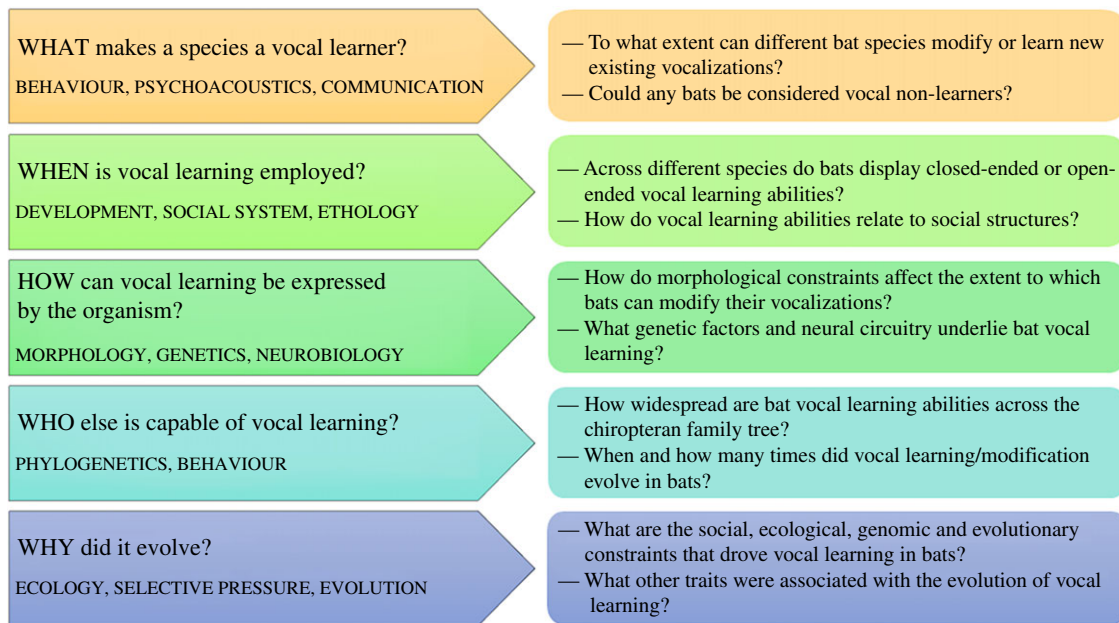 WHAT makes a species a vocal learner?
BEHAVIOUR, PSYCHOACOUSTICS, COMMUNICATION
— To what extent can different bat species modify or learn new
existing vocalizations?
— Could any bats be considered vocal non-learners?
WHEN is vocal learning employed?
DEVELOPMENT, SOCIAL SYSTEM, ETHOLOGY
— Across different species do bats display closed-ended or open-
ended vocal learning abilities?
— How do vocal learning abilities relate to social structures?
HOW can vocal learning be expressed
by the organism?
MORPHOLOGY, GENETICS, NEUROBIOLOGY
— How do morphological constraints affect the extent to which
bats can modify their vocalizations?
— What genetic factors and neural circuitry underlie bat vocal
learning?
WHO else is capable of vocal learning?
PHYLOGENETICS, BEHAVIOUR
— How widespread are bat vocal learning abilities across the
chiropteran family tree?
— When and how many times did vocal learning/modification
evolve in bats?
WHY did it evolve?
ECOLOGY, SELECTIVE PRESSURE, EVOLUTION
— What are the social, ecological, genomic and evolutionary
constraints that drove vocal learning in bats?
— What other traits were associated with the evolution of vocal
learning?